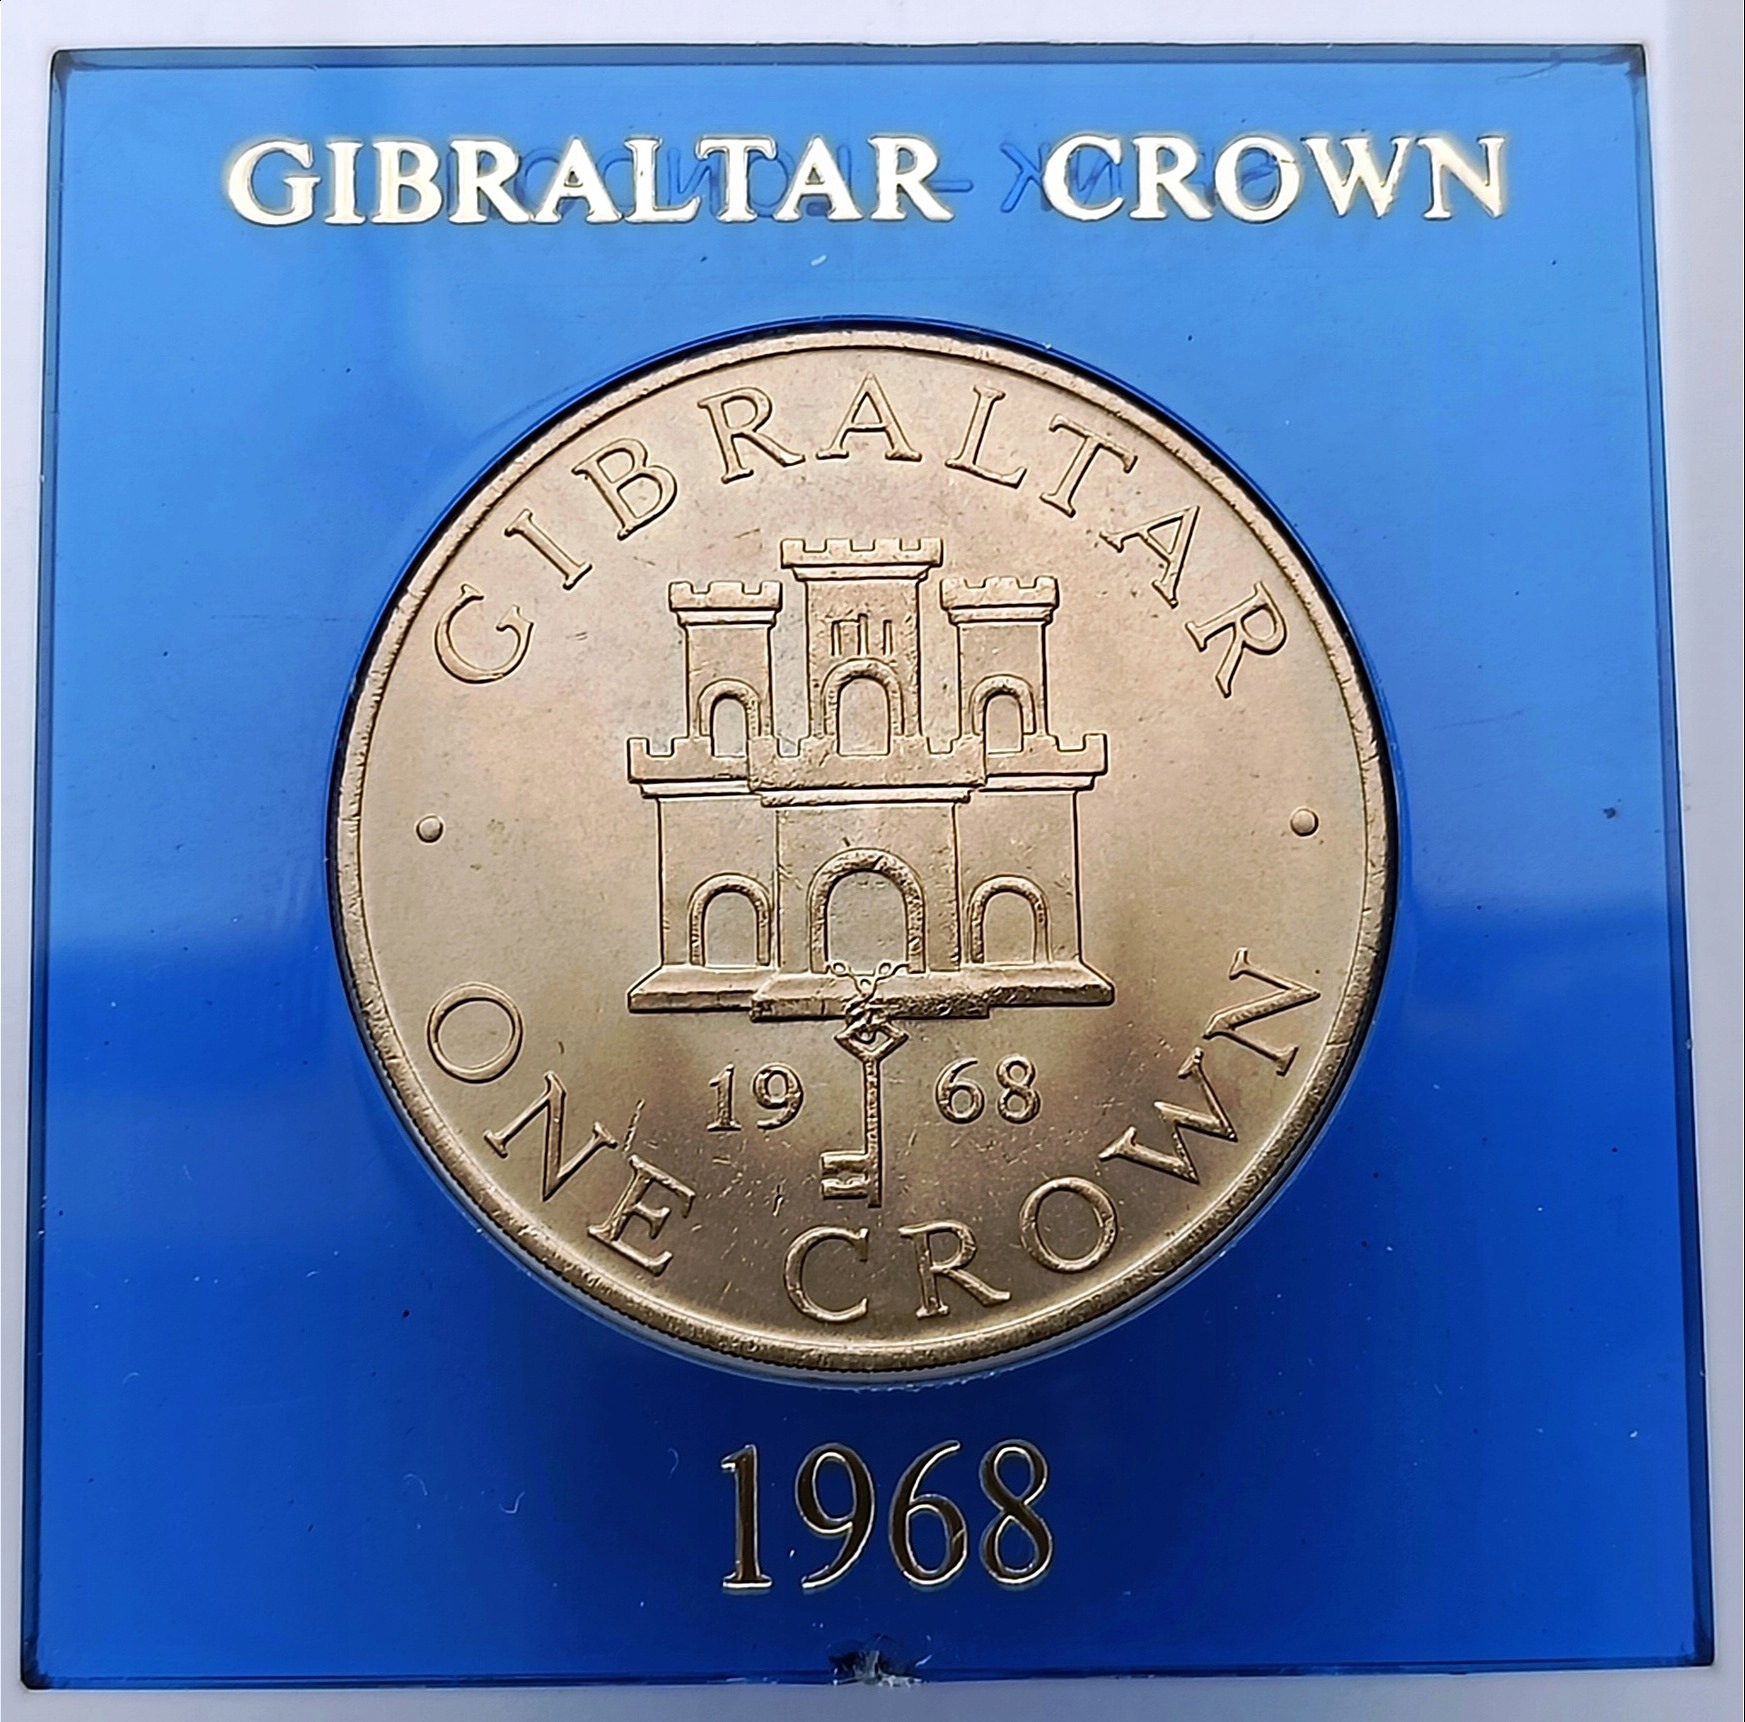 GIBRALTAR CROWN
GIBRALTAR
19 68
ONE CROWN
1968